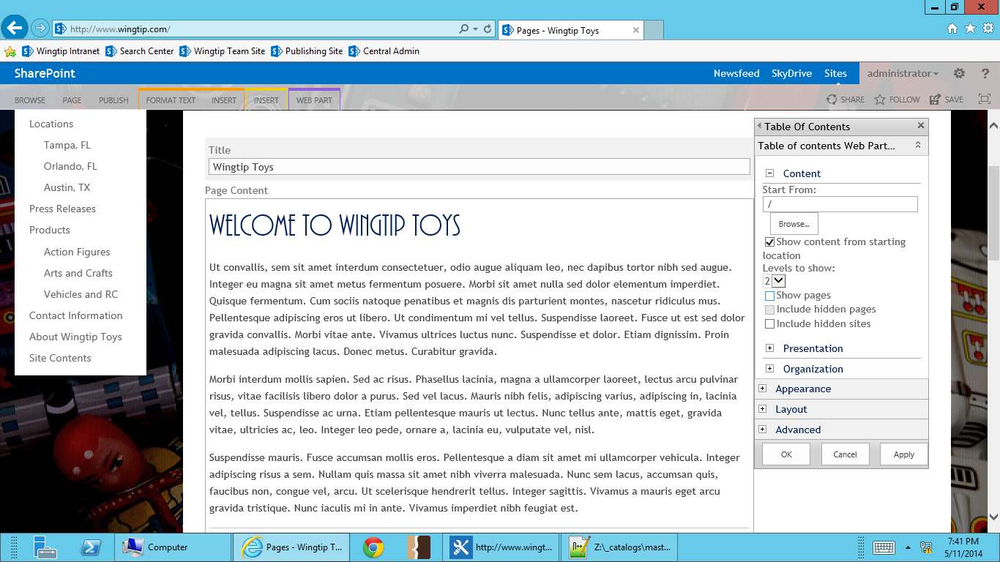 http://www.wingtip.com/
Pages - Wingtip Toys
Wingtip Intranet
Search Center
Wingtip Team Site
Publishing Site
Central Admin
SharePoint
Newsfeed
SkyDrive
Sites
administrator
?
BROWSE
PAGE
PUBLISH
FORMAT TEXT
INSERT
INSERT
WEB PART
SHARE
FOLLOW
SAVE
Locations
Tampa, FL
Orlando, FL
Austin, TX
Press Releases
Products
Action Figures
Arts and Crafts
Vehicles and RC
Contact Information
About Wingtip Toys
Site Contents
Title
Wingtip Toys
Page Content
WELCOME TO WINGTIP TOYS
Ut convallis, sem sit amet interdum consectetuer, odio augue aliquam leo, nec dapibus tortor nibh sed augue.
Integer eu magna sit amet metus fermentum posuere. Morbi sit amet nulla sed dolor elementum imperdiet.
Quisque fermentum. Cum sociis natoque penatibus et magnis dis parturient montes, nascetur ridiculus mus.
Pellentesque adipiscing eros ut libero. Ut condimentum mi vel tellus. Suspendisse laoreet. Fusce ut est sed dolor
gravida convallis. Morbi vitae ante. Vivamus ultrices luctus nunc. Suspendisse et dolor. Etiam dignissim. Proin
malesuada adipiscing lacus. Donec metus. Curabitur gravida.
Morbi interdum mollis sapien. Sed ac risus. Phasellus lacinia, magna a ullamcorper laoreet, lectus arcu pulvinar
risus, vitae facilisis libero dolor a purus. Sed vel lacus. Mauris nibh felis, adipiscing varius, adipiscing in, lacinia
vel, tellus. Suspendisse ac urna. Etiam pellentesque mauris ut lectus. Nunc tellus ante, mattis eget, gravida
vitae, ultricies ac, leo. Integer leo pede, ornare a, lacinia eu, vulputate vel, nisl.
Suspendisse mauris. Fusce accumsan mollis eros. Pellentesque a diam sit amet mi ullamcorper vehicula. Integer
adipiscing risus a sem. Nullam quis massa sit amet nibh viverra malesuada. Nunc sem lacus, accumsan quis,
faucibus non, congue vel, arcu. Ut scelerisque hendrerit tellus. Integer sagittis. Vivamus a mauris eget arcu
gravida tristique. Nunc iaculis mi in ante. Vivamus imperdiet nibh feugiat est.
Table Of Contents
Table of contents Web Part...
Content
Start From:
/
Browse...
Show content from starting
location
Levels to show:
2
Show pages
Include hidden pages
Include hidden sites
Presentation
Organization
Appearance
Layout
Advanced
OK
Cancel
Apply
Computer
Pages - Wingtip T...
http://www.wingt...
Z:\_catalogs\mast...
7:41 PM
5/11/2014